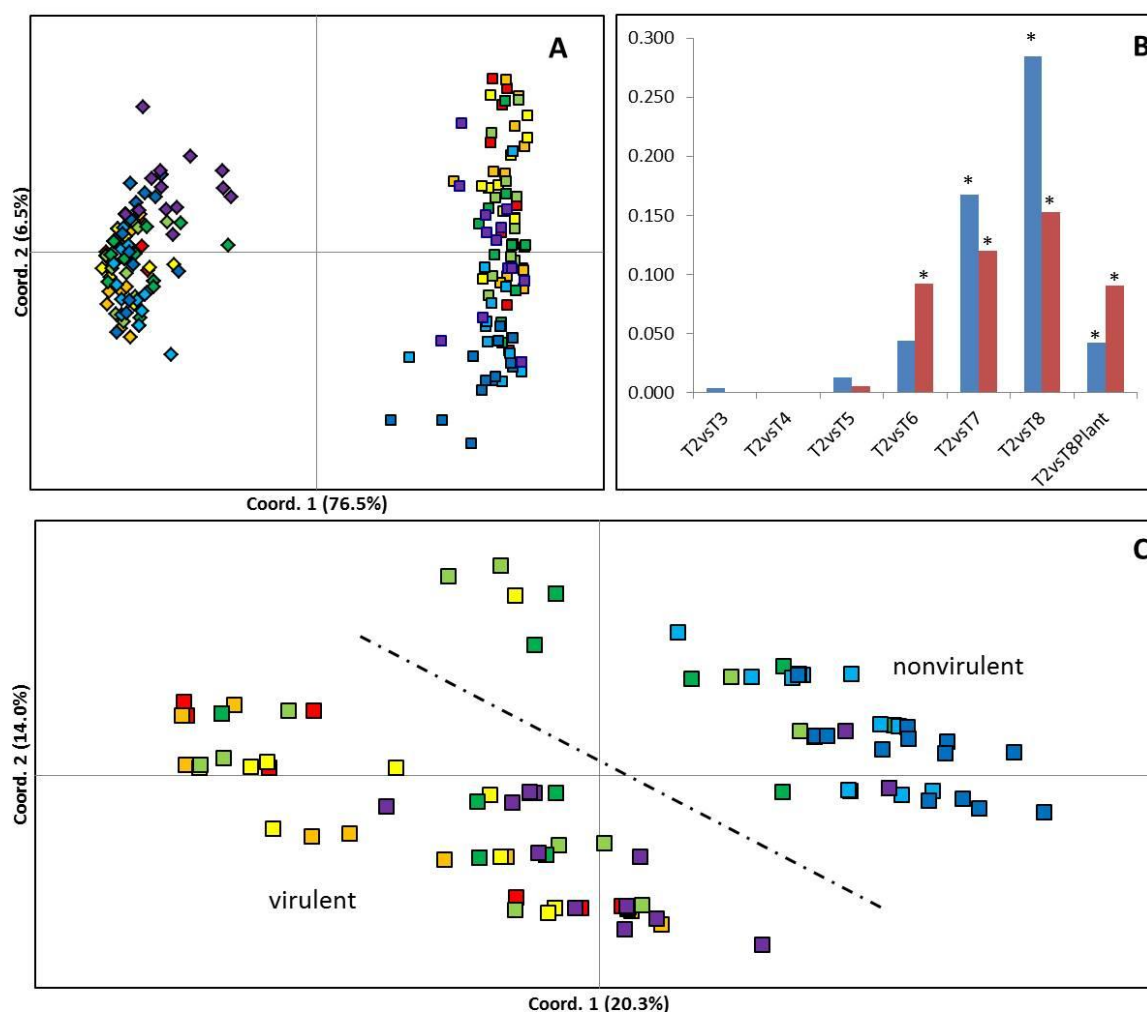 A
Coord. 2 (6.5%)
Coord. 1 (76.5%)
B
0.300
0.250
0.200
0.150
0.100
0.050
0.000
* * * * * * * *
T2vsT3
T2vsT4
T2vsT5
T2vsT6
T2vsT7
T2vsT8
T2vsT8Plant
C
nonvirulent
virulent
Coord. 2 (14.0%)
Coord. 1 (20.3%)